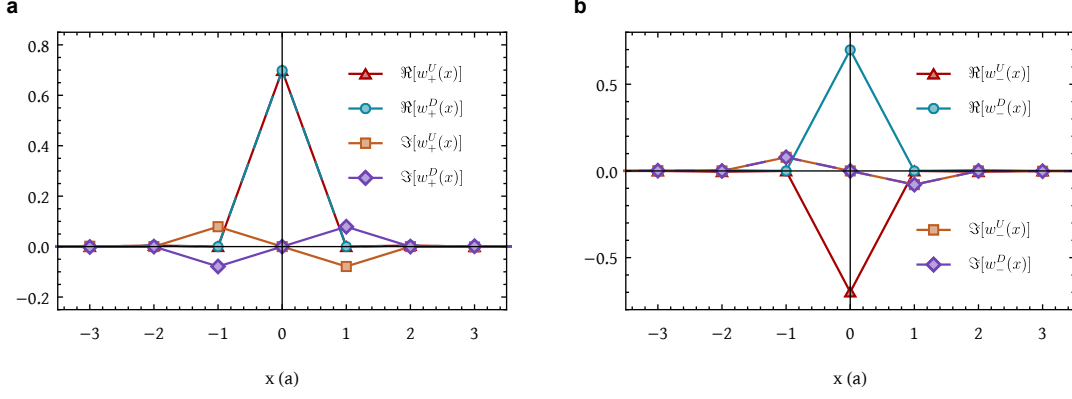 a
0.8
0.6
0.4
0.2
0.0
−0.2
−3 −2 −1 0 1 2 3
x (a)
ℜ[w₊ᵁ(x)]
ℜ[w₊ᴰ(x)]
ℑ[w₊ᵁ(x)]
ℑ[w₊ᴰ(x)]
b
0.5
0.0
−0.5
−3 −2 −1 0 1 2 3
x (a)
ℜ[w₋ᵁ(x)]
ℜ[w₋ᴰ(x)]
ℑ[w₋ᵁ(x)]
ℑ[w₋ᴰ(x)]